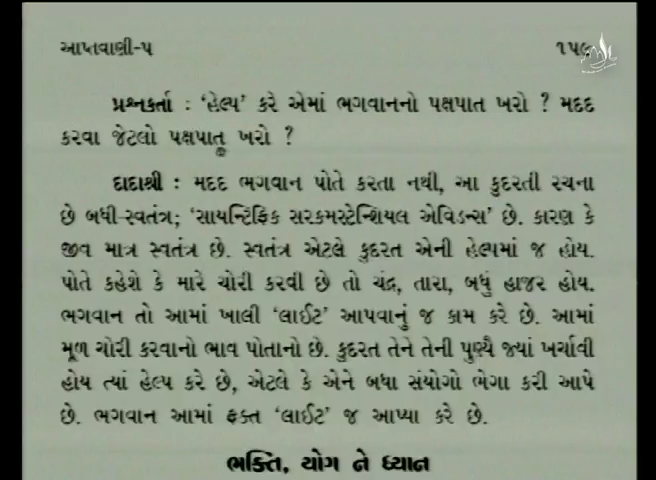 આપ્તવાણી-૫
પ્રશ્નકર્તા : ‘હેલ્પ’ કરે એમાં ભગવાનનો પક્ષપાત ખરો ? મદદ
કરવા જેટલો પક્ષપાત ખરો ?
દાદાશ્રી : મદદ ભગવાન પોતે કરતા નથી, આ કુદરતી રચના
છે બધી સ્વતંત્ર; ‘સાયન્ટિફિક સરકમસ્ટેન્શિયલ એવિડન્સ’ છે. કારણ કે
જીવ માત્ર સ્વતંત્ર છે. સ્વતંત્ર એટલે કુદરત એની હેલ્પમાં જ હોય.
પોતે કહેશે કે મારે ચોરી કરવી છે તો ચંદ્ર, તારા, બધું હાજર હોય.
ભગવાન તો આમાં ખાલી ‘લાઈટ’ આપવાનું જ કામ કરે છે. આમાં
મૂળ ચોરી કરવાનો ભાવ પોતાનો છે. કુદરત તેને તેની પુણ્યૈ જ્યાં ખર્ચાવી
હોય ત્યાં હેલ્પ કરે છે, એટલે કે એને બધા સંયોગો ભેગા કરી આપે
છે. ભગવાન આમાં ફક્ત ‘લાઈટ’ જ આપ્યા કરે છે.
ભક્તિ, યોગ ને ધ્યાન